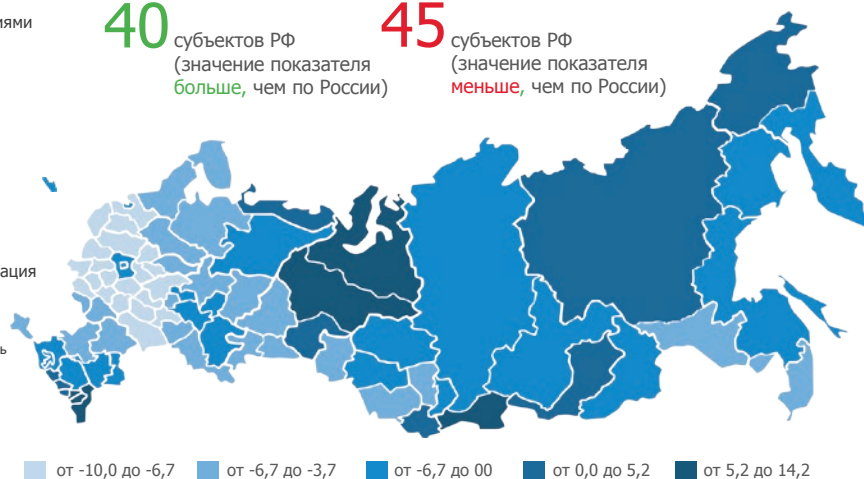 иями
40
субъектов РФ
(значение показателя
больше, чем по России)
45
субъектов РФ
(значение показателя
меньше, чем по России)
ация
ь
от -10,0 до -6,7
от -6,7 до -3,7
от -6,7 до 00
от 0,0 до 5,2
от 5,2 до 14,2